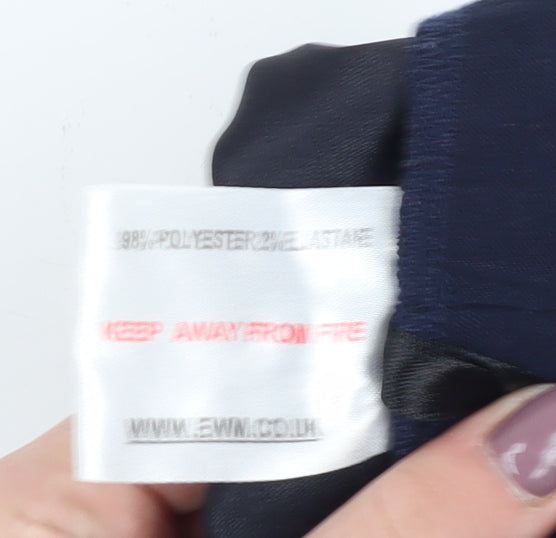 98% POLYESTER 2% ELASTANE
KEEP AWAY FROM FIRE
WWW.EWM.CO.UK